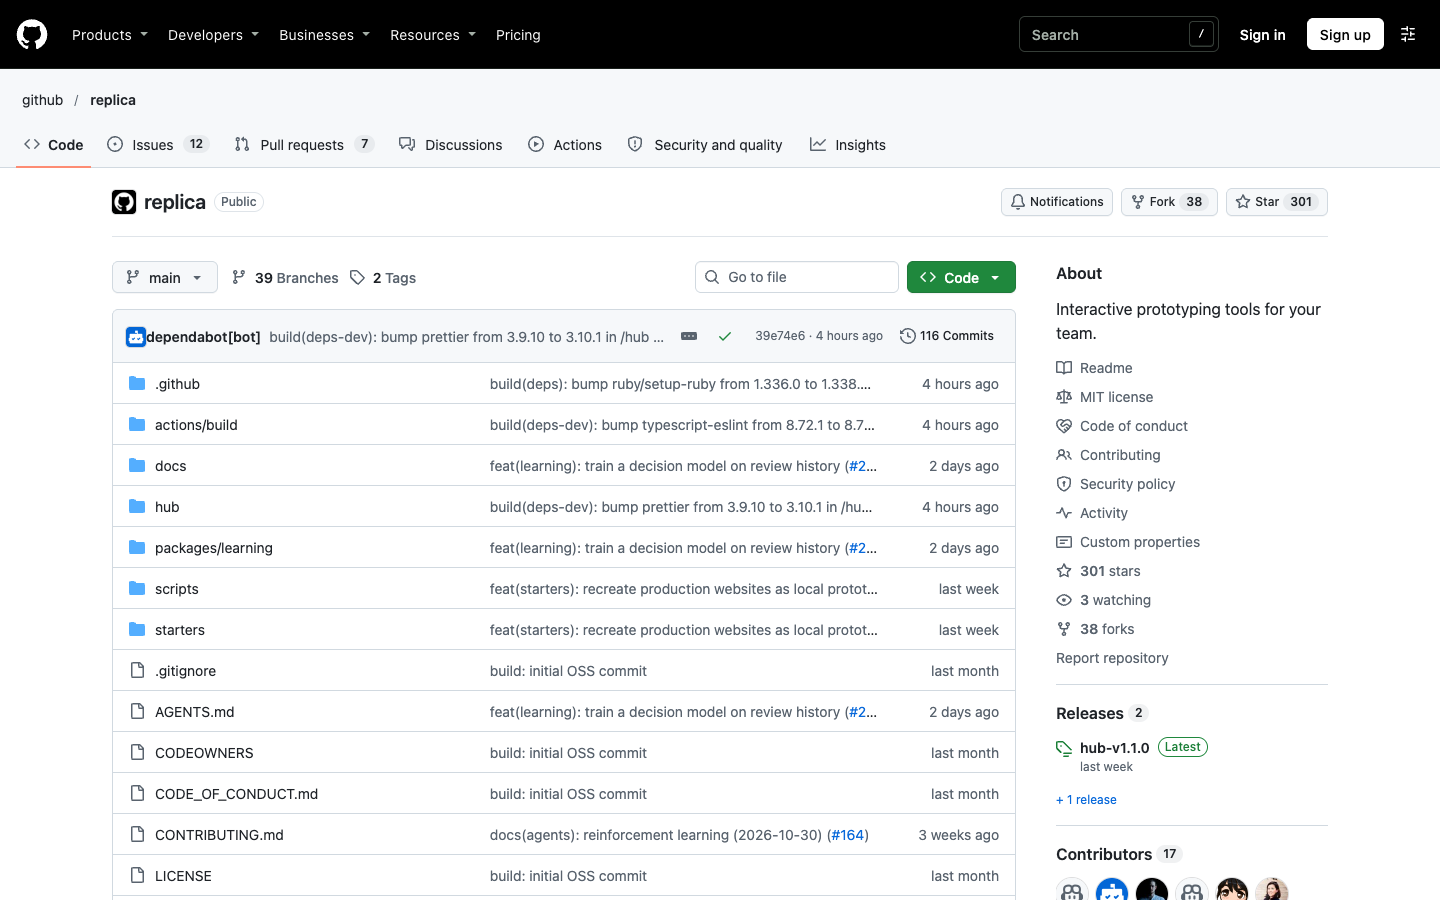 Products
Developers
Businesses
Resources
Pricing
Search /
Sign in
Sign up
github / replica
Code
Issues 12
Pull requests 7
Discussions
Actions
Security and quality
Insights
replica Public
Notifications
Fork 38
Star 301
main
39 Branches
2 Tags
Go to file
Code
dependabot[bot] build(deps-dev): bump prettier from 3.9.10 to 3.10.1 in /hub ... 39e74e6 · 4 hours ago 116 Commits
.github build(deps): bump ruby/setup-ruby from 1.336.0 to 1.338.... 4 hours ago
actions/build build(deps-dev): bump typescript-eslint from 8.72.1 to 8.7... 4 hours ago
docs feat(learning): train a decision model on review history (#2... 2 days ago
hub build(deps-dev): bump prettier from 3.9.10 to 3.10.1 in /hu... 4 hours ago
packages/learning feat(learning): train a decision model on review history (#2... 2 days ago
scripts feat(starters): recreate production websites as local protot... last week
starters feat(starters): recreate production websites as local protot... last week
.gitignore build: initial OSS commit last month
AGENTS.md feat(learning): train a decision model on review history (#2... 2 days ago
CODEOWNERS build: initial OSS commit last month
CODE_OF_CONDUCT.md build: initial OSS commit last month
CONTRIBUTING.md docs(agents): reinforcement learning (2026-10-30) (#164) 3 weeks ago
LICENSE build: initial OSS commit last month
About
Interactive prototyping tools for your
team.
Readme
MIT license
Code of conduct
Contributing
Security policy
Activity
Custom properties
301 stars
3 watching
38 forks
Report repository
Releases 2
hub-v1.1.0 Latest
last week
+ 1 release
Contributors 17